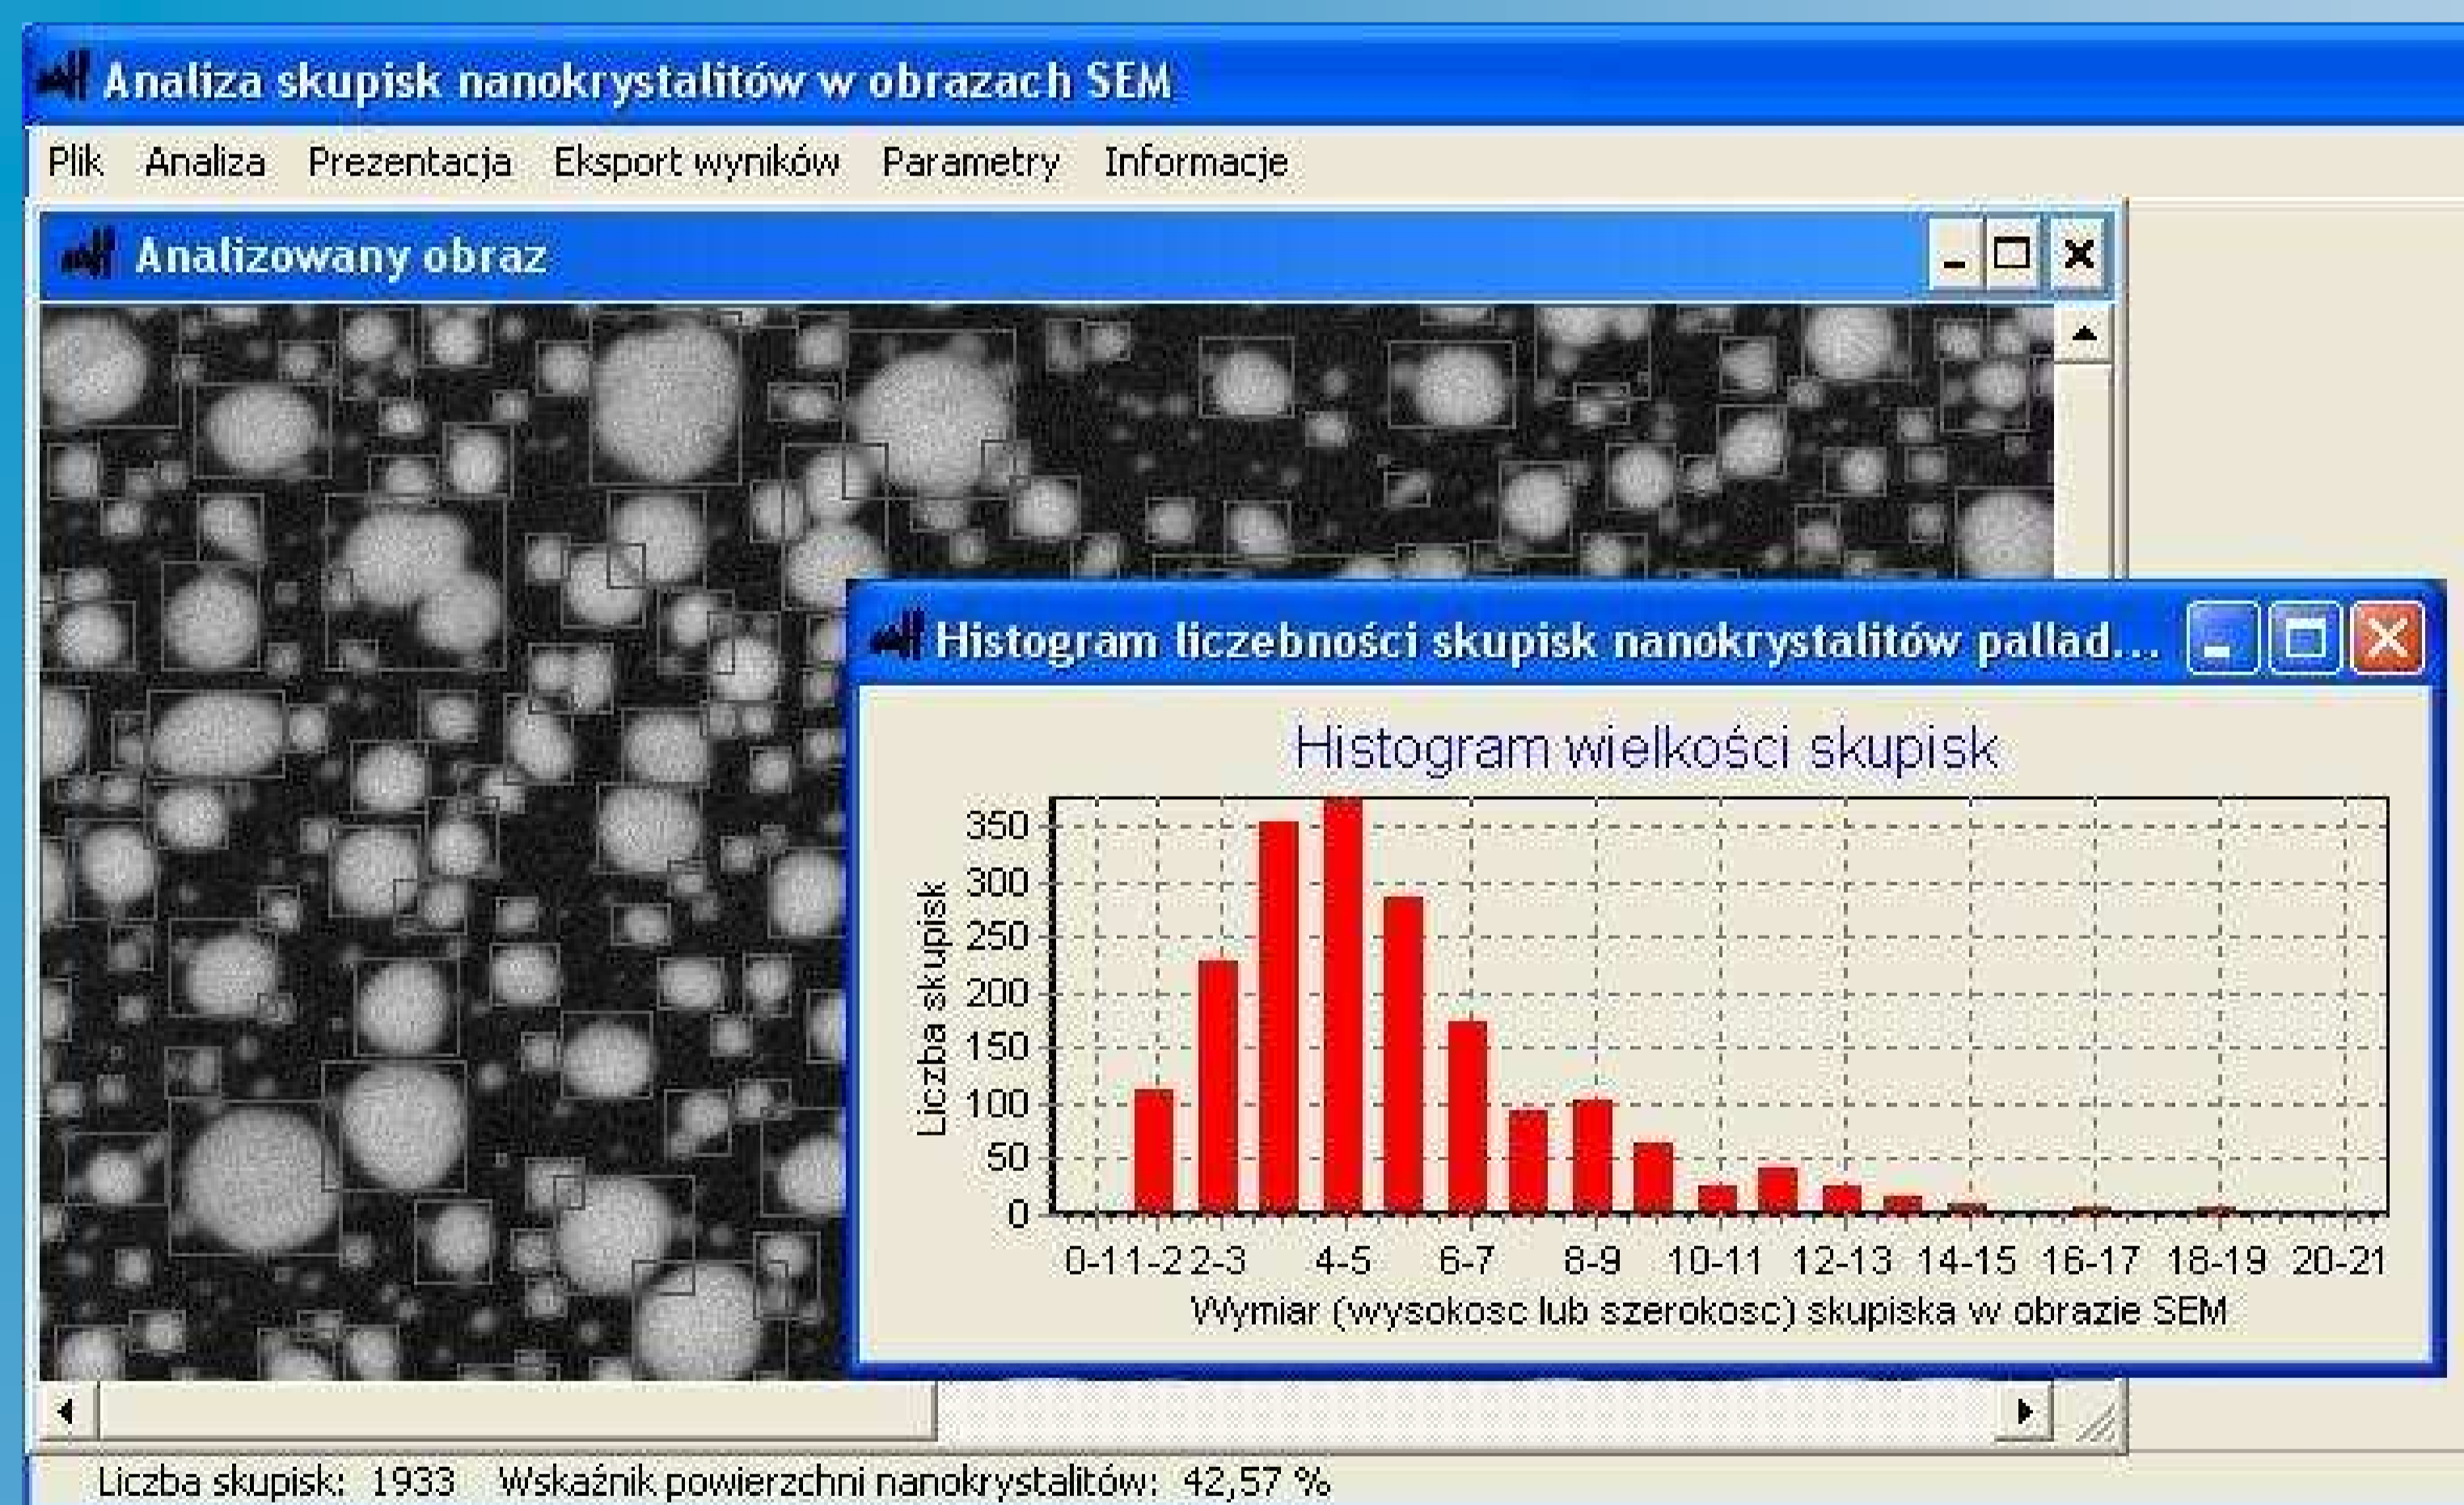 Analiza skupisk nanokrystalitów w obrazach SEM
Plik Analiza Prezentacja Eksport wyników Parametry Informacje
Analizowany obraz
Histogram liczebności skupisk nanokrystalitów pallad...
Histogram wielkości skupisk
Liczba skupisk
350
300
250
200
150
100
50
0
0-1 1-2 2-3 4-5 6-7 8-9 10-11 12-13 14-15 16-17 18-19 20-21
Wymiar (wysokosc lub szerokosc) skupiska w obrazie SEM
Liczba skupisk: 1933 Wskaźnik powierzchni nanokrystalitów: 42,57 %